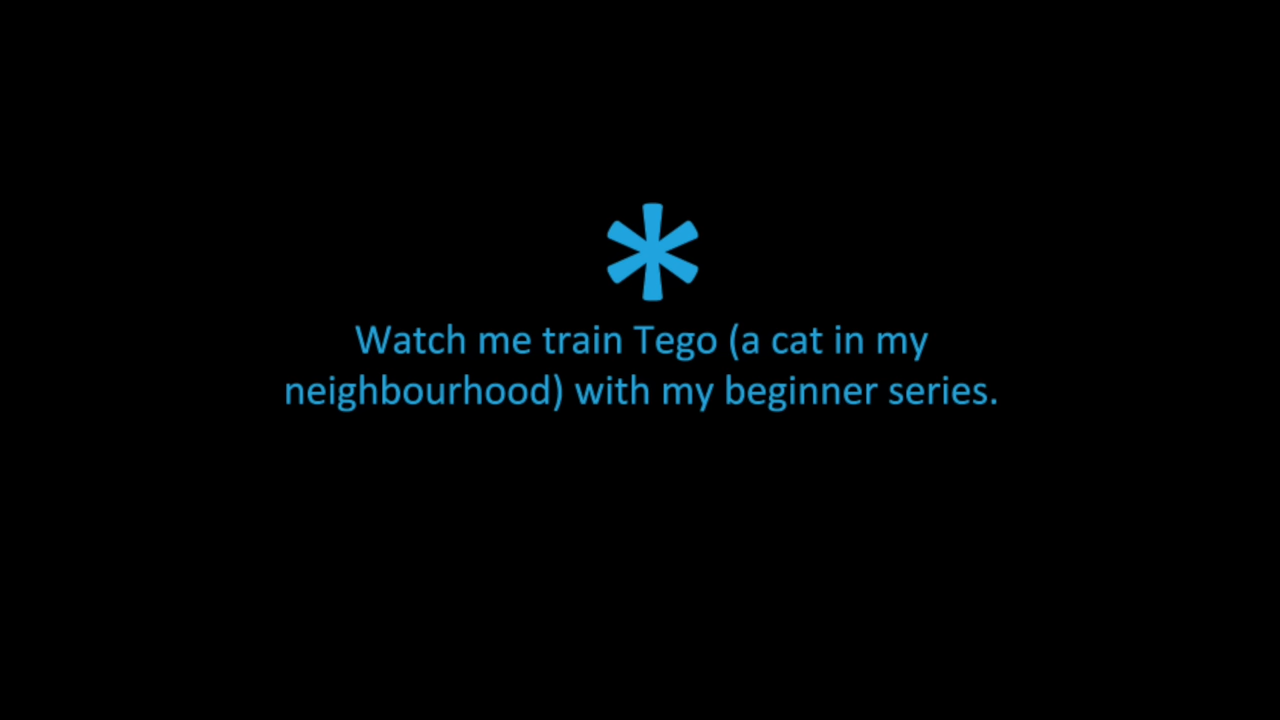 *
Watch me train Tego (a cat in my
neighbourhood) with my beginner series.